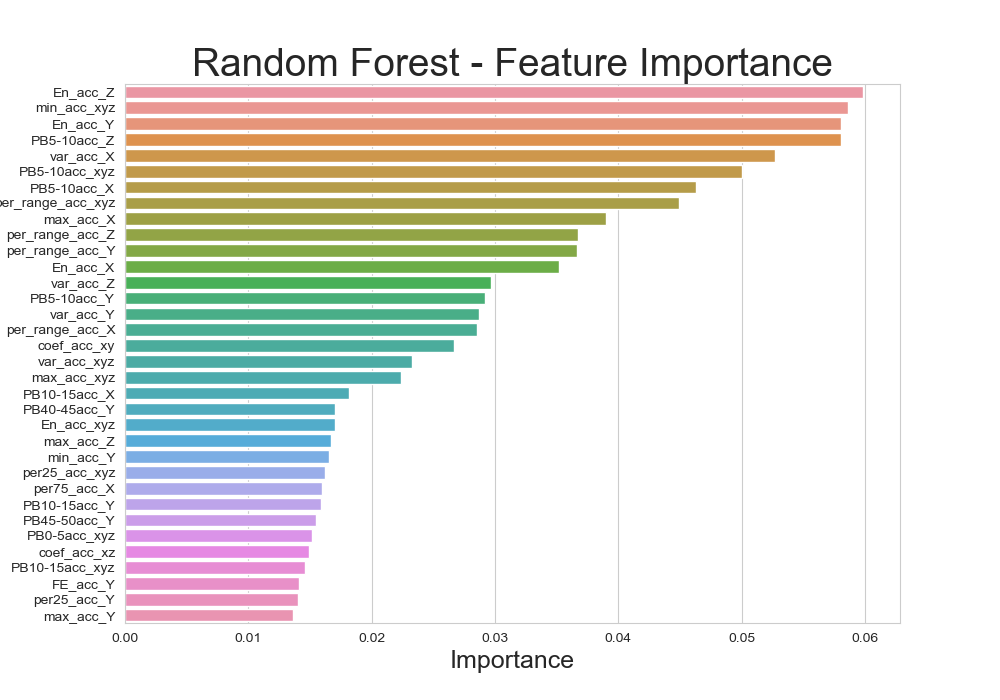 Random Forest - Feature Importance
En_acc_Z
min_acc_xyz
En_acc_Y
PB5-10acc_Z
var_acc_X
PB5-10acc_xyz
PB5-10acc_X
per_range_acc_xyz
max_acc_X
per_range_acc_Z
per_range_acc_Y
En_acc_X
var_acc_Z
PB5-10acc_Y
var_acc_Y
per_range_acc_X
coef_acc_xy
var_acc_xyz
max_acc_xyz
PB10-15acc_X
PB40-45acc_Y
En_acc_xyz
max_acc_Z
min_acc_Y
per25_acc_xyz
per75_acc_X
PB10-15acc_Y
PB45-50acc_Y
PB0-5acc_xyz
coef_acc_xz
PB10-15acc_xyz
FE_acc_Y
per25_acc_Y
max_acc_Y
0.00 0.01 0.02 0.03 0.04 0.05 0.06
Importance